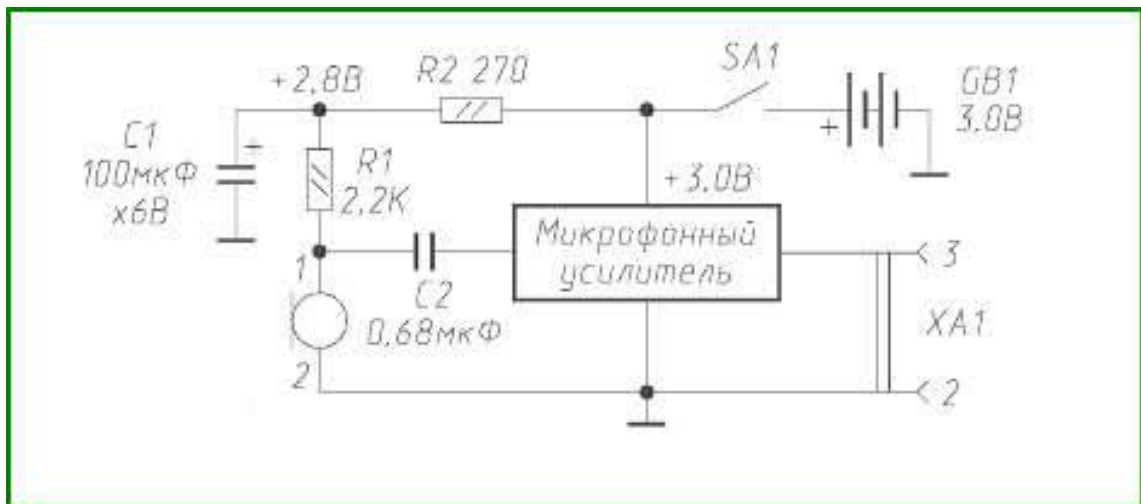 SA1
R2 270
GB1
3.0В
+2,8В
+
+
C1
100мкФ
x6В
R1
2,2К
+3.0В
Микрофонный
усилитель
1
C2
0,68мкФ
2
3
XA1
2